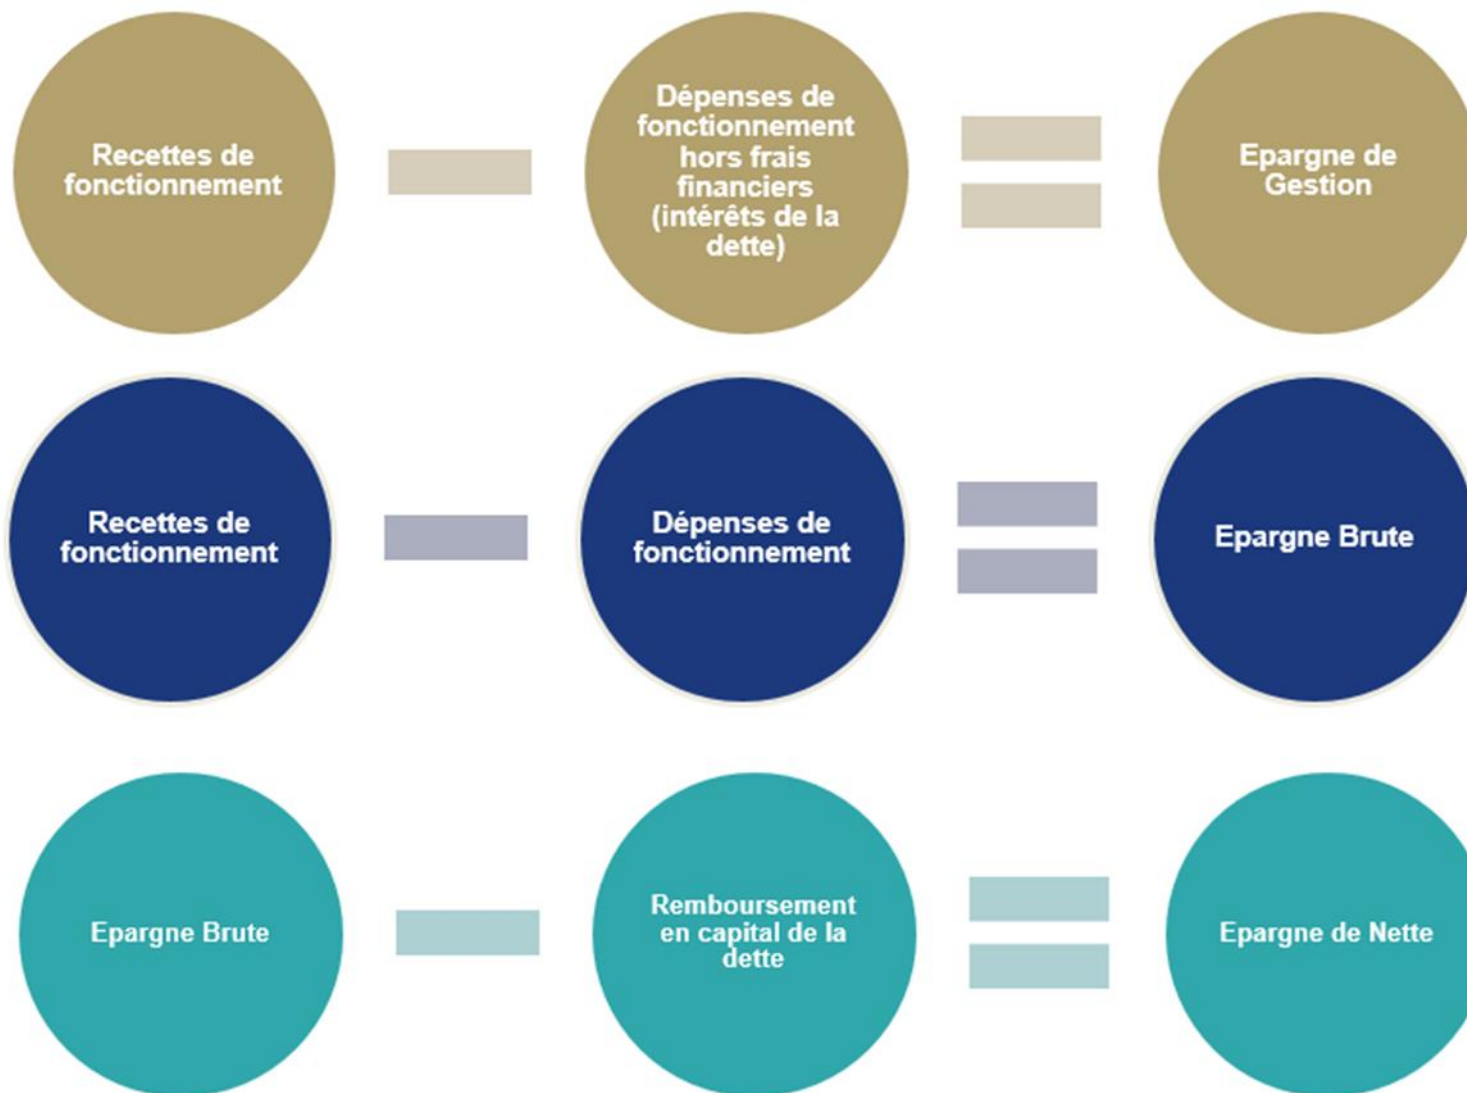 Recettes de
fonctionnement
Dépenses de
fonctionnement
hors frais
financiers
(intérêts de la
dette)
Epargne de
Gestion
Recettes de
fonctionnement
Dépenses de
fonctionnement
Epargne Brute
Epargne Brute
Remboursement
en capital de la
dette
Epargne de Nette